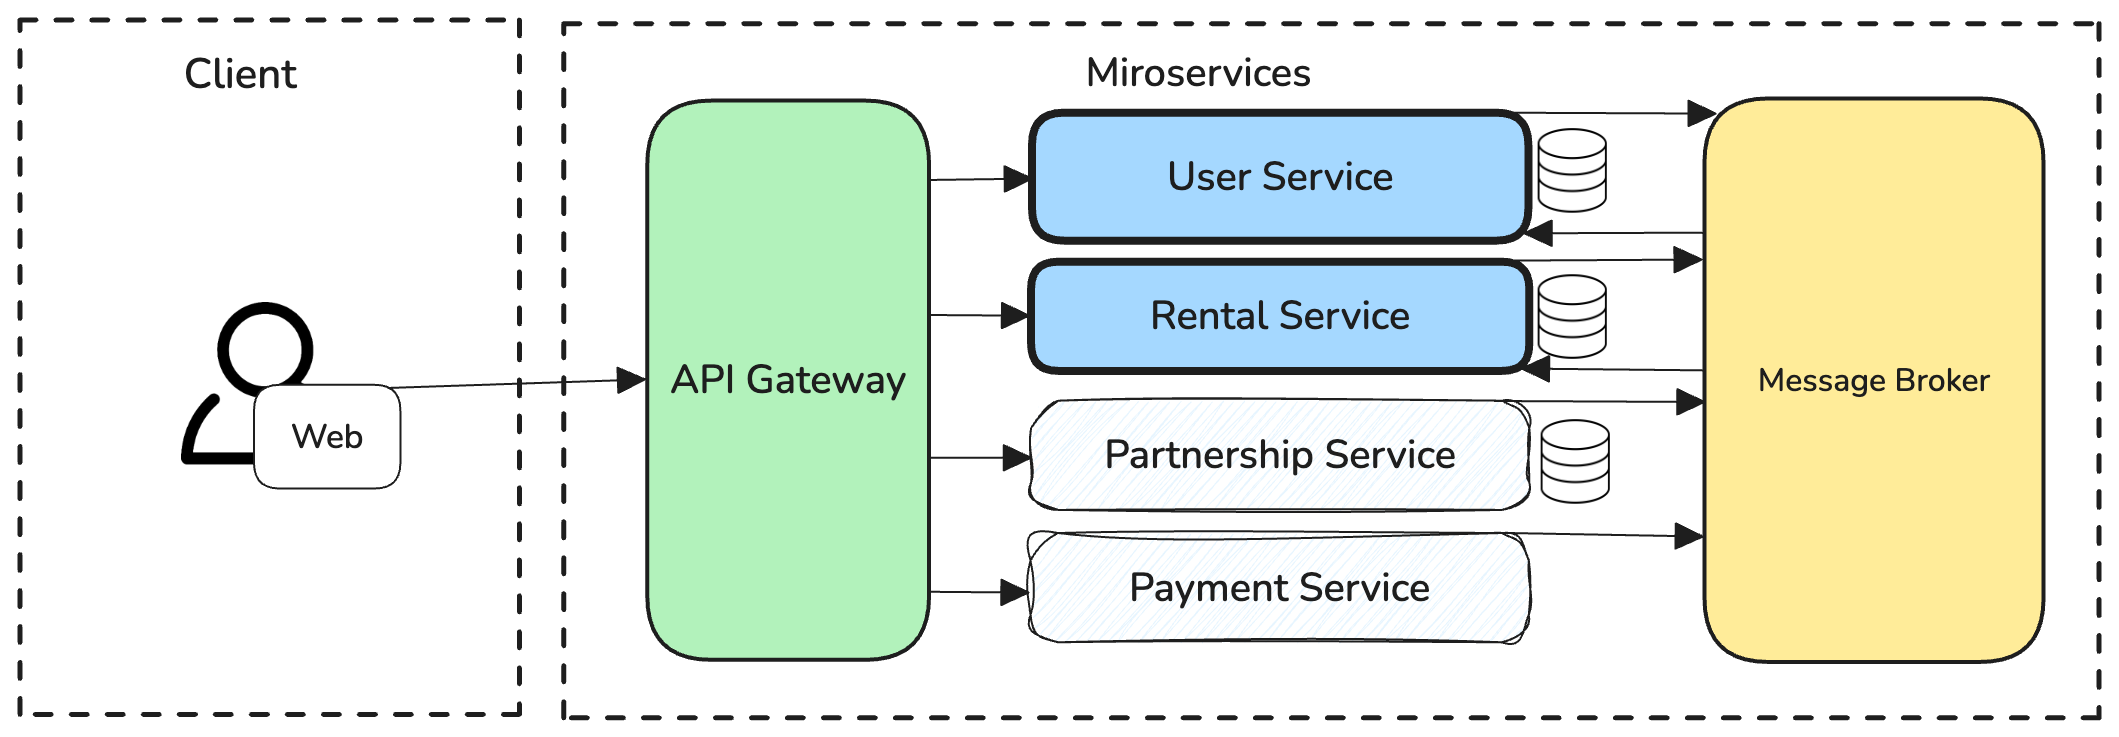 Client
Miroservices
User Service
Rental Service
API Gateway
Message Broker
Web
Partnership Service
Payment Service